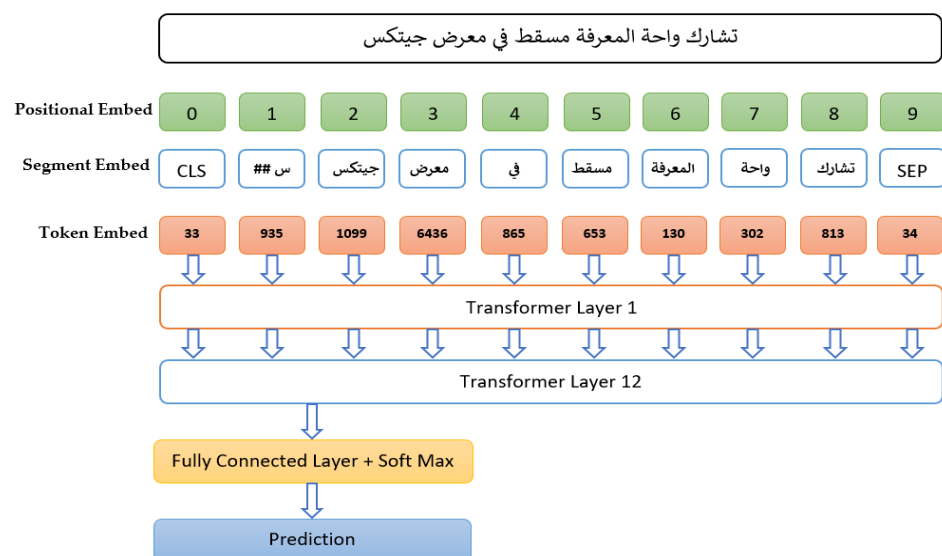 تشارك واحة المعرفة مسقط في معرض جيتكس
Positional Embed 0 1 2 3 4 5 6 7 8 9
Segment Embed CLS س ## جيتكس معرض في مسقط المعرفة واحة تشارك SEP
Token Embed 33 935 1099 6436 865 653 130 302 813 34
Transformer Layer 1
Transformer Layer 12
Fully Connected Layer + Soft Max
Prediction